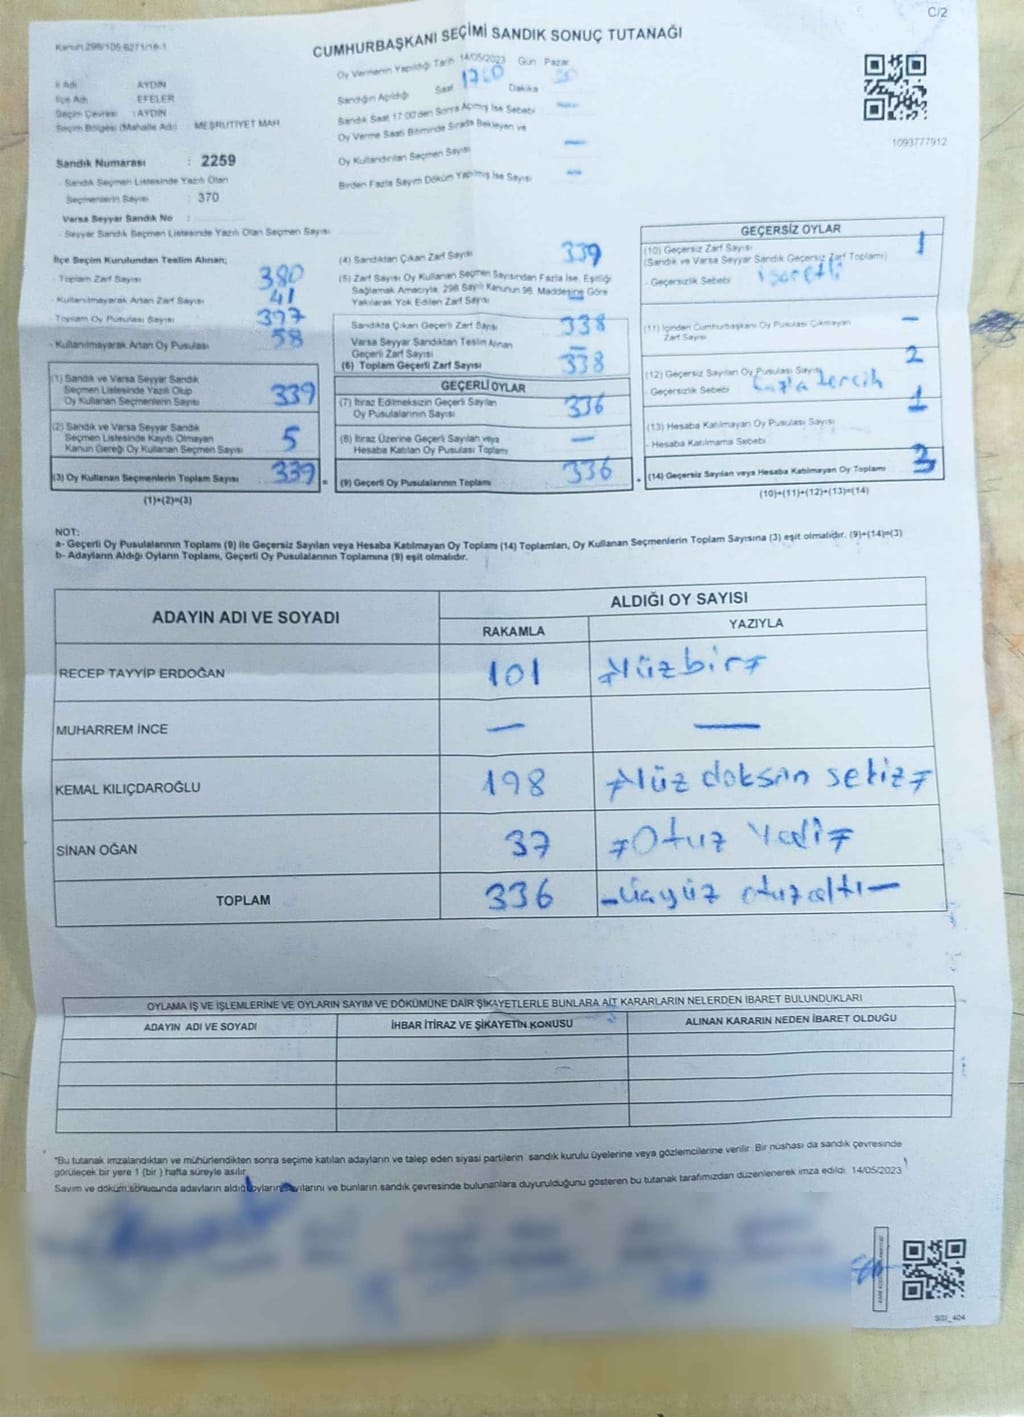 C/2
Kanun 298/105-6271/16-1
CUMHURBAŞKANI SEÇİMİ SANDIK SONUÇ TUTANAĞI
İl Adı AYDIN
İlçe Adı EFELER
Seçim Çevresi : AYDIN
Seçim Bölgesi (Mahalle Adı) MEŞRUTİYET MAH
Sandık Numarası : 2259
- Sandık Seçmen Listesinde Yazılı Olan
Seçmenlerin Sayısı : 370
Varsa Seyyar Sandık No :
- Seyyar Sandık Seçmen Listesinde Yazılı Olan Seçmen Sayısı
Oy Vermenin Yapıldığı Tarih 14/05/2023 Gün Pazar
Sandığın Açıldığı Saat Dakika
Sandık Saat 17:00'den Sonra Açılmış İse Sebebi —
Oy Verme Saati Bitiminde Sırada Bekleyen ve
Oy Kullandırılan Seçmen Sayısı —
Birden Fazla Sayım Döküm Yapılmış İse Sayısı —
1093777912
İlçe Seçim Kurulundan Teslim Alınan;
- Toplam Zarf Sayısı 380
- Kullanılmayarak Artan Zarf Sayısı 41
- Toplam Oy Pusulası Sayısı 397
- Kullanılmayarak Artan Oy Pusulası 58
(1) Sandık ve Varsa Seyyar Sandık
Seçmen Listesinde Yazılı Olup
Oy Kullanan Seçmenlerin Sayısı 339
(2) Sandık ve Varsa Seyyar Sandık
Seçmen Listesinde Kayıtlı Olmayan
Kanun Gereği Oy Kullanan Seçmen Sayısı 5
(3) Oy Kullanan Seçmenlerin Toplam Sayısı 339 =
(1)+(2)=(3)
(4) Sandıktan Çıkan Zarf Sayısı 339
(5) Zarf Sayısı Oy Kullanan Seçmen Sayısından Fazla İse, Eşitliği
Sağlamak Amacıyla, 298 Sayılı Kanunun 98. Maddesine Göre
Yakılarak Yok Edilen Zarf Sayısı —
Sandıkta Çıkan Geçerli Zarf Sayısı 338
Varsa Seyyar Sandıktan Teslim Alınan
Geçerli Zarf Sayısı —
(6) Toplam Geçerli Zarf Sayısı 338
GEÇERLİ OYLAR
(7) İtiraz Edilmeksizin Geçerli Sayılan
Oy Pusulalarının Sayısı 336
(8) İtiraz Üzerine Geçerli Sayılan veya
Hesaba Katılan Oy Pusulası Toplamı —
(9) Geçerli Oy Pusulalarının Toplamı 336 +
GEÇERSİZ OYLAR
(10) Geçersiz Zarf Sayısı 1
(Sandık ve Varsa Seyyar Sandık Geçersiz Zarf Toplamı)
- Geçersizlik Sebebi işaretli
(11) İçinden Cumhurbaşkanı Oy Pusulası Çıkmayan
Zarf Sayısı —
(12) Geçersiz Sayılan Oy Pusulası Sayısı 2
- Geçersizlik Sebebi Fazla tercih
(13) Hesaba Katılmayan Oy Pusulası Sayısı 1
- Hesaba Katılmama Sebebi
(14) Geçersiz Sayılan veya Hesaba Katılmayan Oy Toplamı 3
(10)+(11)+(12)+(13)=(14)
NOT:
a- Geçerli Oy Pusulalarının Toplamı (9) ile Geçersiz Sayılan veya Hesaba Katılmayan Oy Toplamı (14) Toplamları, Oy Kullanan Seçmenlerin Toplam Sayısına (3) eşit olmalıdır. (9)+(14)=(3)
b- Adayların Aldığı Oyların Toplamı, Geçerli Oy Pusulalarının Toplamına (9) eşit olmalıdır.
ADAYIN ADI VE SOYADI ALDIĞI OY SAYISI
RAKAMLA YAZIYLA
RECEP TAYYİP ERDOĞAN 101 Yüzbir
MUHARREM İNCE — —
KEMAL KILIÇDAROĞLU 198 Yüz doksan sekiz
SİNAN OĞAN 37 Otuz Yedi
TOPLAM 336 –Üçyüz otuzaltı–
OYLAMA İŞ VE İŞLEMLERİNE VE OYLARIN SAYIM VE DÖKÜMÜNE DAİR ŞİKAYETLERLE BUNLARA AİT KARARLARIN NELERDEN İBARET BULUNDUKLARI
ADAYIN ADI VE SOYADI İHBAR İTİRAZ VE ŞİKAYETİN KONUSU ALINAN KARARIN NEDEN İBARET OLDUĞU
*Bu tutanak imzalandıktan ve mühürlendikten sonra seçime katılan adayların ve talep eden siyasi partilerin sandık kurulu üyelerine veya gözlemcilerine verilir. Bir nüshası da sandık çevresinde
görülecek bir yere 1 (bir ) hafta süreyle asılır.
Sayım ve döküm sonucunda adayların aldığı oyların sayılarını ve bunların sandık çevresinde bulunanlara duyurulduğunu gösteren bu tutanak tarafımızdan düzenlenerek imza edildi. 14/05/2023